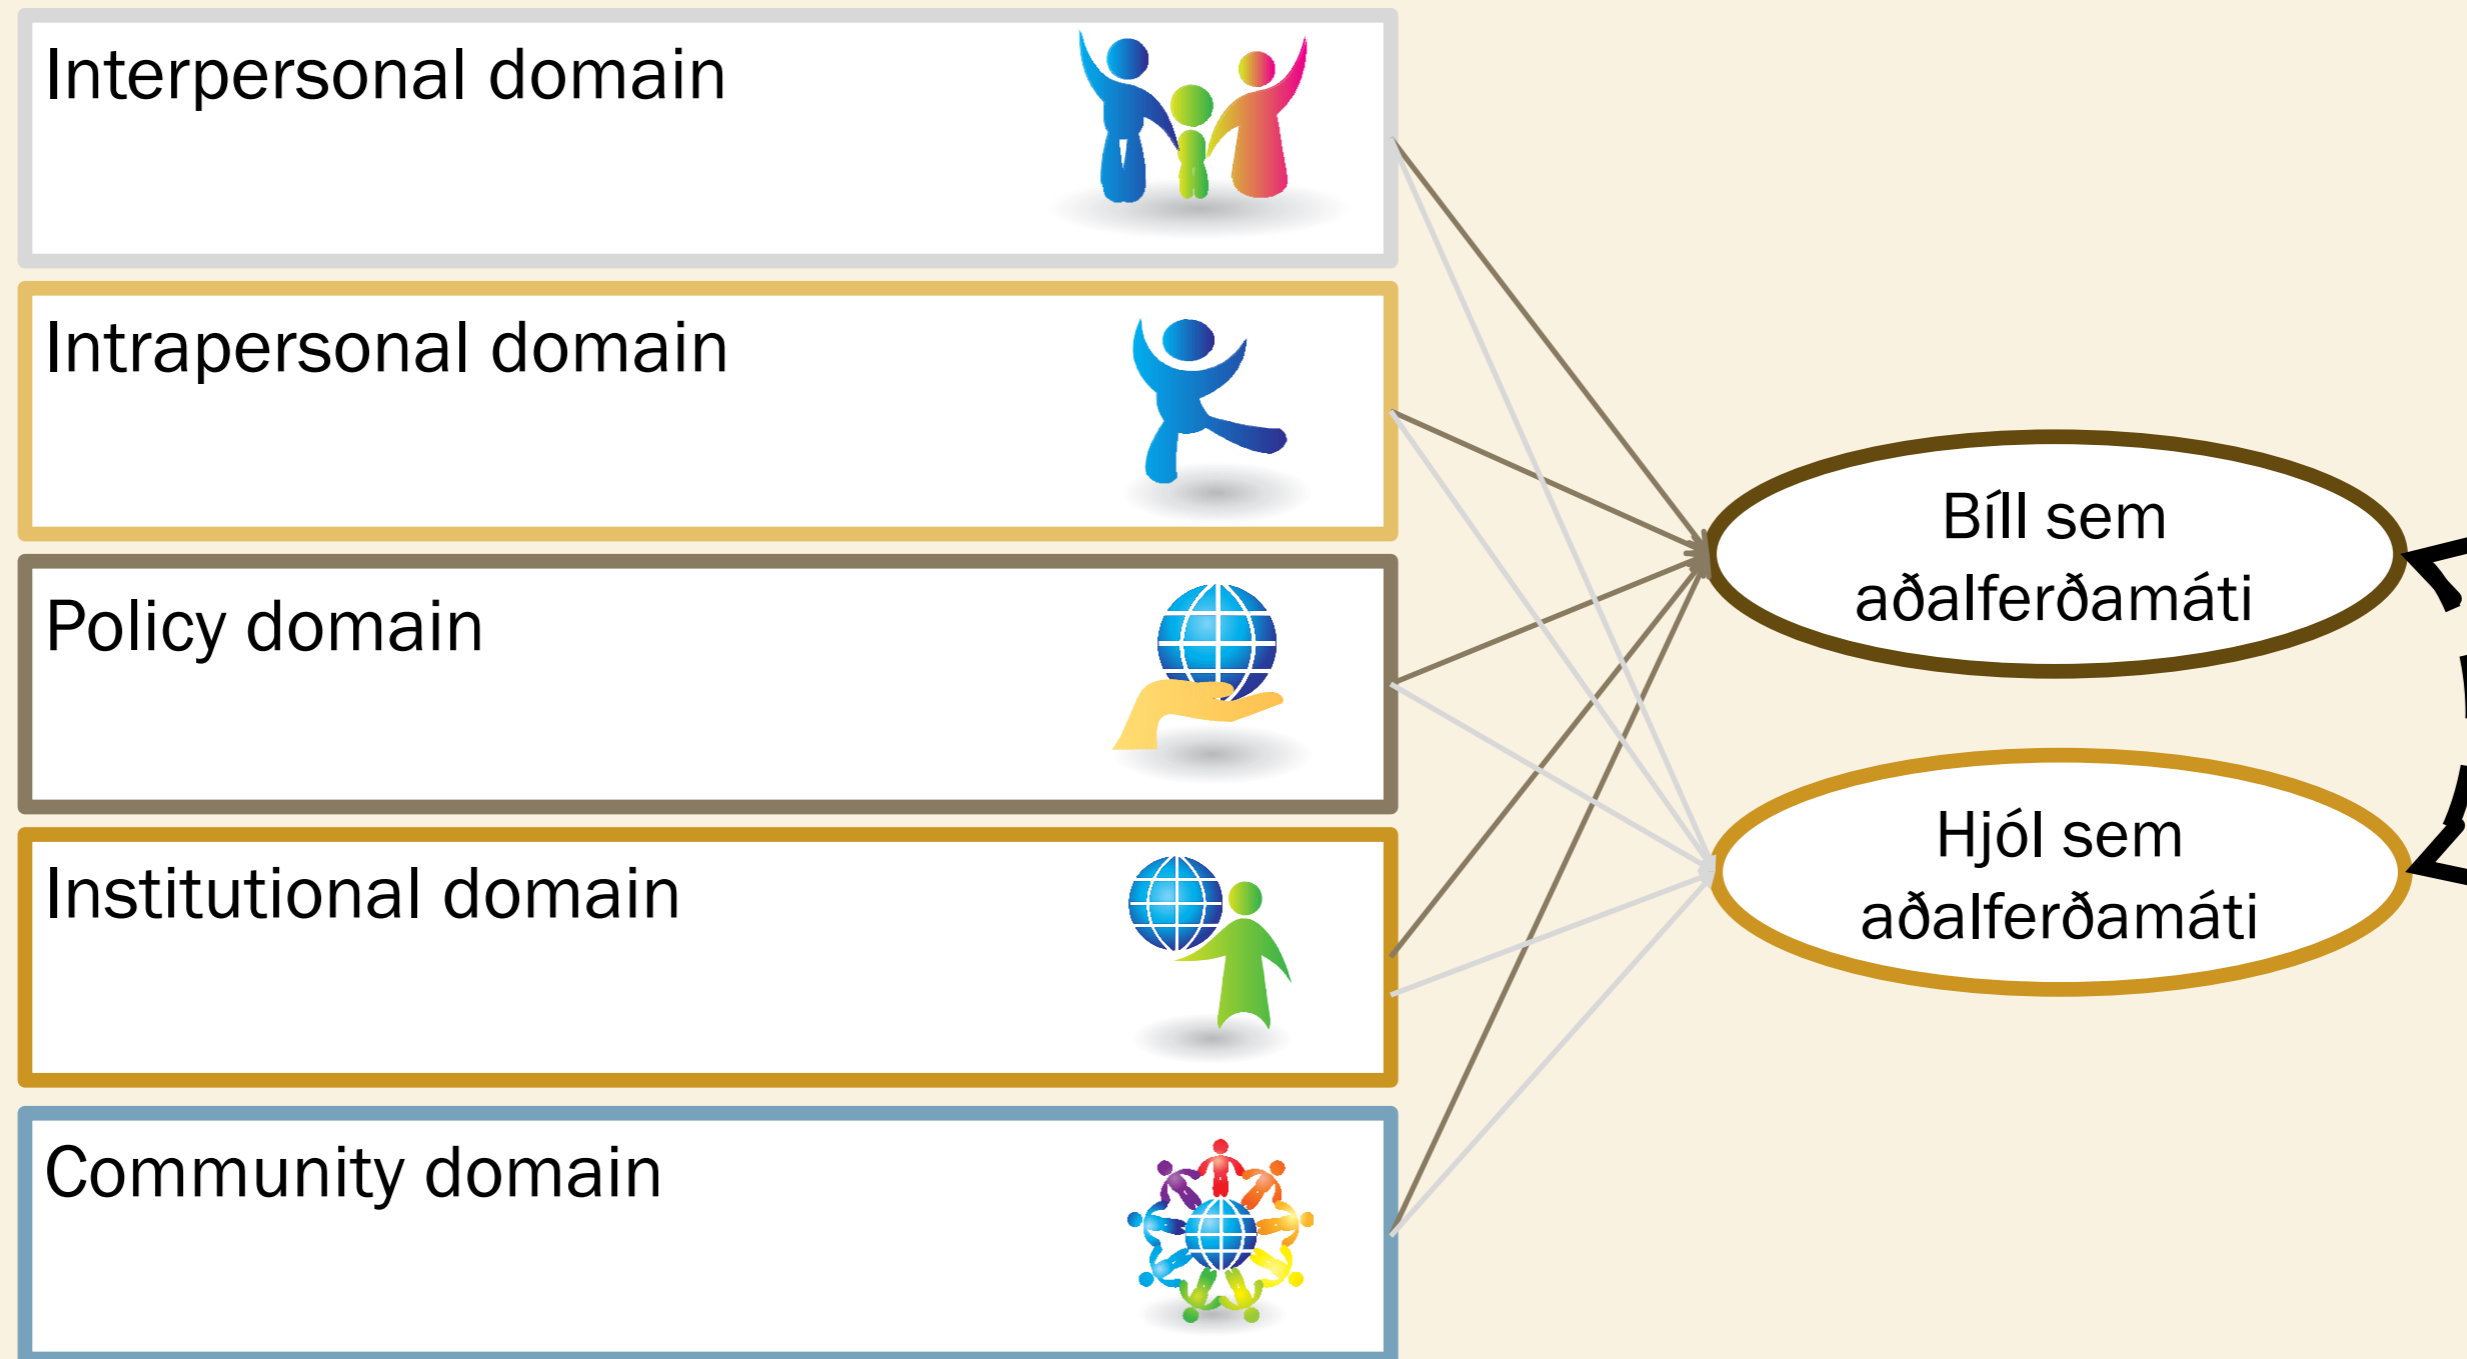 Interpersonal domain
Intrapersonal domain
Policy domain
Institutional domain
Community domain
Bíll sem
aðalferðamáti
Hjól sem
aðalferðamáti